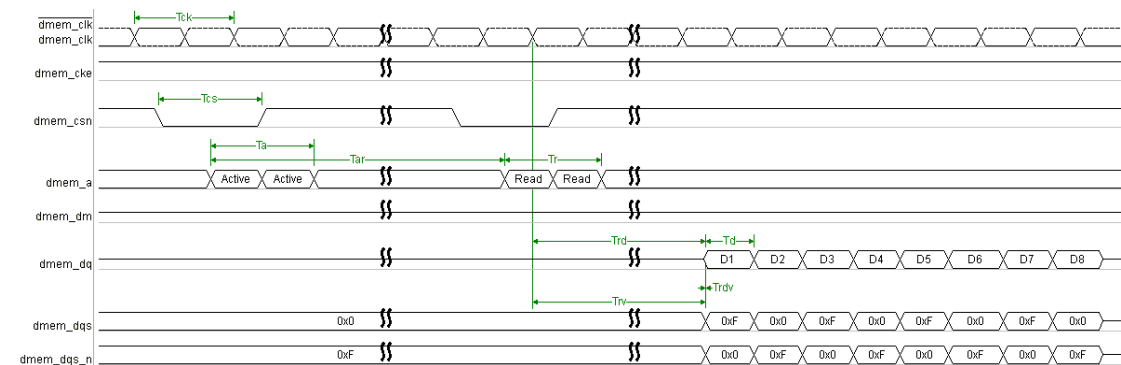 Tck
dmem_clk
dmem_clk
dmem_cke
Tcs
dmem_csn
Ta
Tar Tr
dmem_a Active Active Read Read
dmem_dm
Trd Td
dmem_dq D1 D2 D3 D4 D5 D6 D7 D8
Trdv
Trv
dmem_dqs 0x0 0xF 0x0 0xF 0x0 0xF 0x0 0xF 0x0
dmem_dqs_n 0xF 0x0 0xF 0x0 0xF 0x0 0xF 0x0 0xF